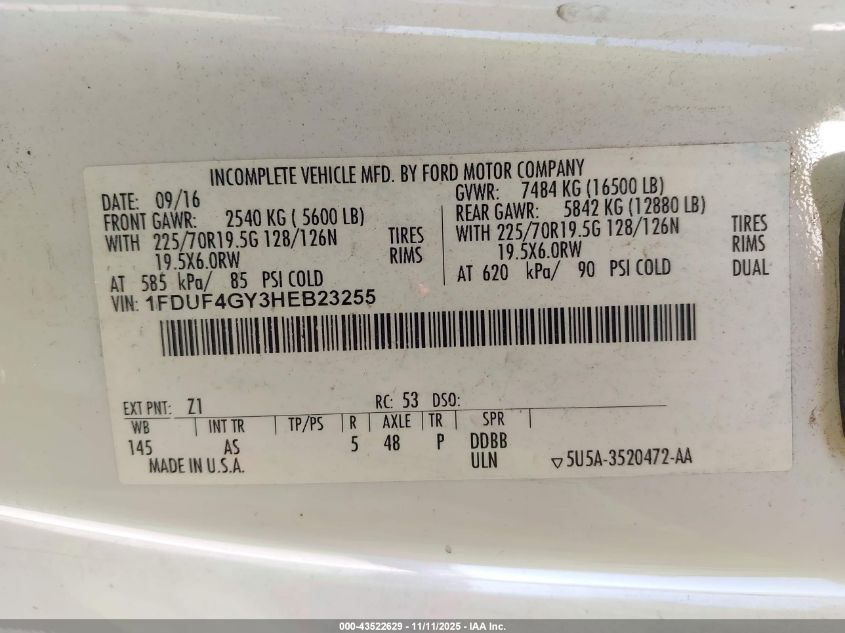 INCOMPLETE VEHICLE MFD. BY FORD MOTOR COMPANY
DATE: 09/16 GVWR: 7484 KG (16500 LB)
FRONT GAWR: 2540 KG ( 5600 LB) REAR GAWR: 5842 KG (12880 LB)
WITH 225/70R19.5G 128/126N TIRES WITH 225/70R19.5G 128/126N TIRES
19.5X6.0RW RIMS 19.5X6.0RW RIMS
AT 585 kPa/ 85 PSI COLD AT 620 kPa/ 90 PSI COLD DUAL
VIN: 1FDUF4GY3HEB23255
EXT PNT: Z1 RC: 53 DSO:
WB INT TR TP/PS R AXLE TR SPR
145 AS 5 48 P DDBB
MADE IN U.S.A. ULN ▽5U5A-3520472-AA
000-43522629 - 11/11/2025 - IAA Inc.